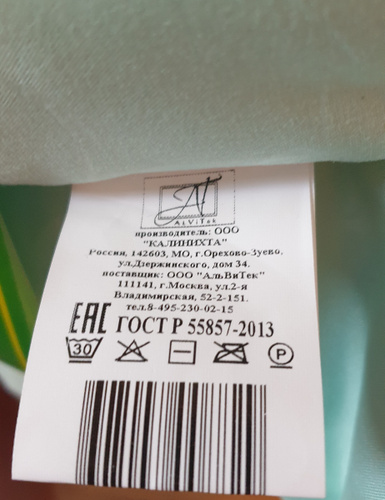 ALViTek
производитель: ООО
"КАЛИНИХТА"
Россия, 142603, МО, г.Орехово-Зуево,
ул.Дзержинского, дом 34.
поставщик: ООО "АльВиТек"
111141, г.Москва, ул.2-я
Владимирская, 52-2-151.
тел.8-495-230-02-15
ЕАС ГОСТ Р 55857-2013
30 P